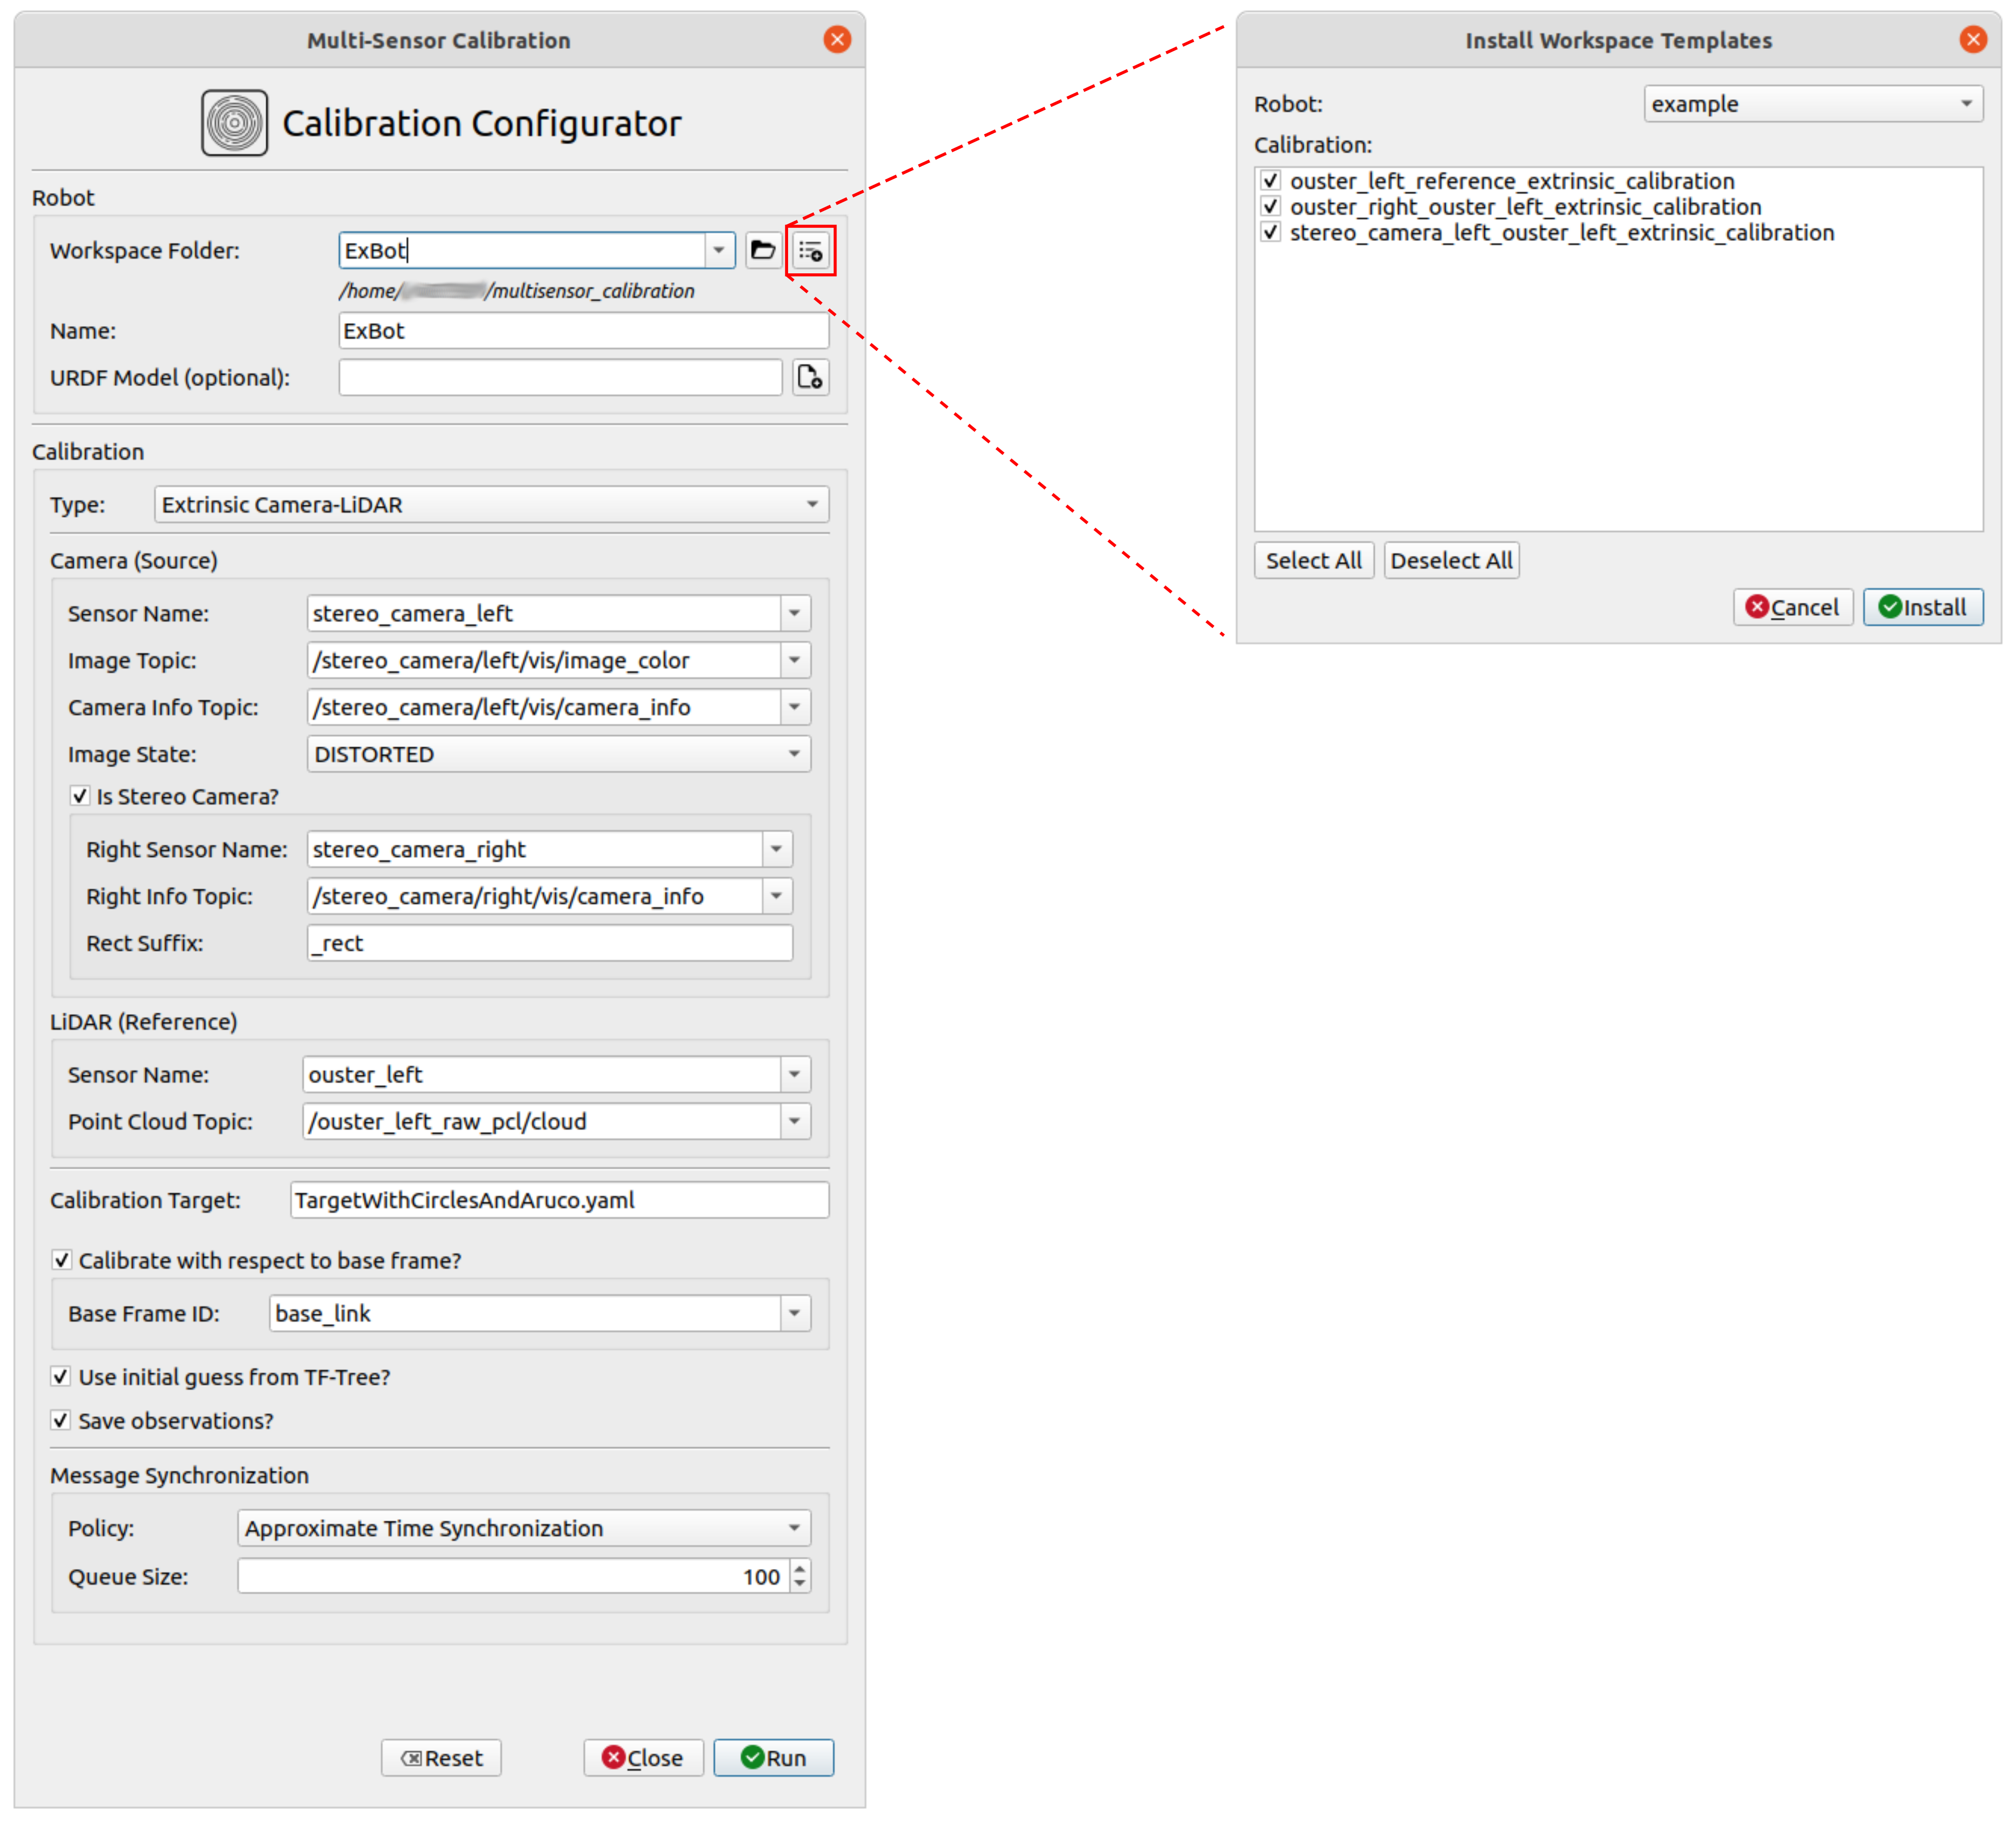 Multi-Sensor Calibration
Calibration Configurator
Robot
Workspace Folder: ExBot
/home/ /multisensor_calibration
Name: ExBot
URDF Model (optional):
Calibration
Type: Extrinsic Camera-LiDAR
Camera (Source)
Sensor Name: stereo_camera_left
Image Topic: /stereo_camera/left/vis/image_color
Camera Info Topic: /stereo_camera/left/vis/camera_info
Image State: DISTORTED
Is Stereo Camera?
Right Sensor Name: stereo_camera_right
Right Info Topic: /stereo_camera/right/vis/camera_info
Rect Suffix: _rect
LiDAR (Reference)
Sensor Name: ouster_left
Point Cloud Topic: /ouster_left_raw_pcl/cloud
Calibration Target: TargetWithCirclesAndAruco.yaml
Calibrate with respect to base frame?
Base Frame ID: base_link
Use initial guess from TF-Tree?
Save observations?
Message Synchronization
Policy: Approximate Time Synchronization
Queue Size: 100
Reset Close Run
Install Workspace Templates
Robot: example
Calibration:
ouster_left_reference_extrinsic_calibration
ouster_right_ouster_left_extrinsic_calibration
stereo_camera_left_ouster_left_extrinsic_calibration
Select All Deselect All
Cancel Install